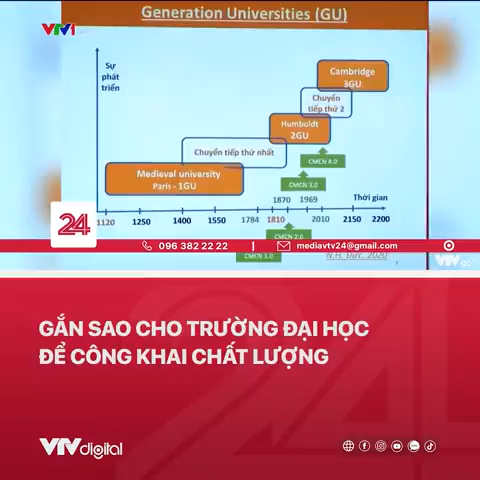 Generation Universities (GU)
VTV1
Sự
phát
triển
Cambridge
3GU
Chuyển
tiếp thứ 2
Humboldt
2GU
Chuyển tiếp thứ nhất
CMCN 4.0
Medieval university
Paris - 1GU
CMCN 3.0
1870 1969
Thời gian
1120 1250 1400 1550 1784 1810 2010 2150 2200
24
CMCN 2.0
096 382 22 22
mediavtv24@gmail.com
N.H. Đức, 2020
VTV go
GẮN SAO CHO TRƯỜNG ĐẠI HỌC
ĐỂ CÔNG KHAI CHẤT LƯỢNG
VTVdigital